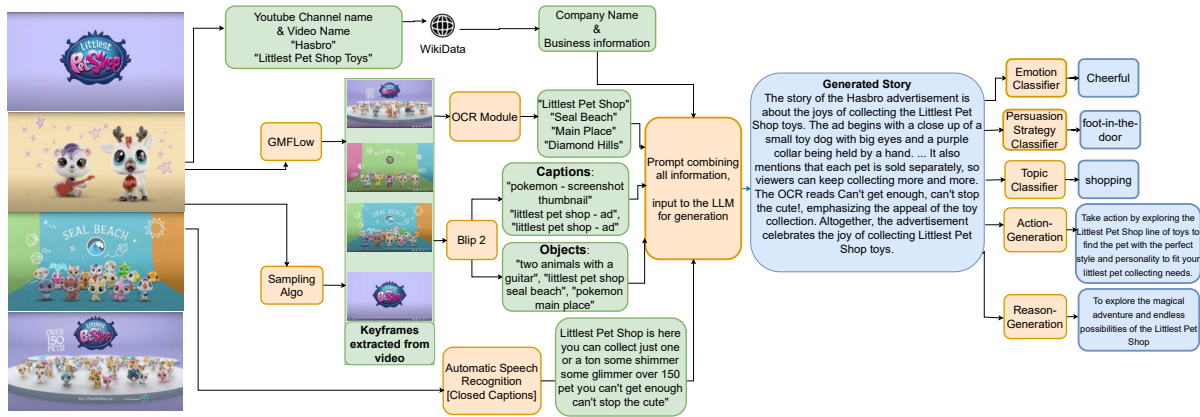 Littlest
Pet Shop
SEAL BEACH
OVER
150
PETS!
Littlest
Pet Shop
Youtube Channel name
& Video Name
"Hasbro"
"Littlest Pet Shop Toys"
WikiData
Company Name
&
Business information
GMFLow
Sampling
Algo
Keyframes
extracted from
video
OCR Module
"Littlest Pet Shop"
"Seal Beach"
"Main Place"
"Diamond Hills"
Blip 2
Captions:
"pokemon - screenshot
thumbnail"
"littlest pet shop - ad",
"littlest pet shop - ad"
Objects:
"two animals with a
guitar", "littlest pet shop
seal beach", "pokemon
main place"
Automatic Speech
Recognition
[Closed Captions]
Littlest Pet Shop is here
you can collect just one
or a ton some shimmer
some glimmer over 150
pet you can't get enough
can't stop the cute"
Prompt combining
all information,
input to the LLM
for generation
Generated Story
The story of the Hasbro advertisement is
about the joys of collecting the Littlest Pet
Shop toys. The ad begins with a close up of a
small toy dog with big eyes and a purple
collar being held by a hand. ... It also
mentions that each pet is sold separately, so
viewers can keep collecting more and more.
The OCR reads Can't get enough, can't stop
the cute!, emphasizing the appeal of the toy
collection. Altogether, the advertisement
celebrates the joy of collecting Littlest Pet
Shop toys.
Emotion
Classifier
Cheerful
Persuasion
Strategy
Classifier
foot-in-the-
door
Topic
Classifier
shopping
Action-
Generation
Take action by exploring the
Littlest Pet Shop line of toys to
find the pet with the perfect
style and personality to fit your
littlest pet collecting needs.
Reason-
Generation
To explore the magical
adventure and endless
possibilities of the Littlest Pet
Shop